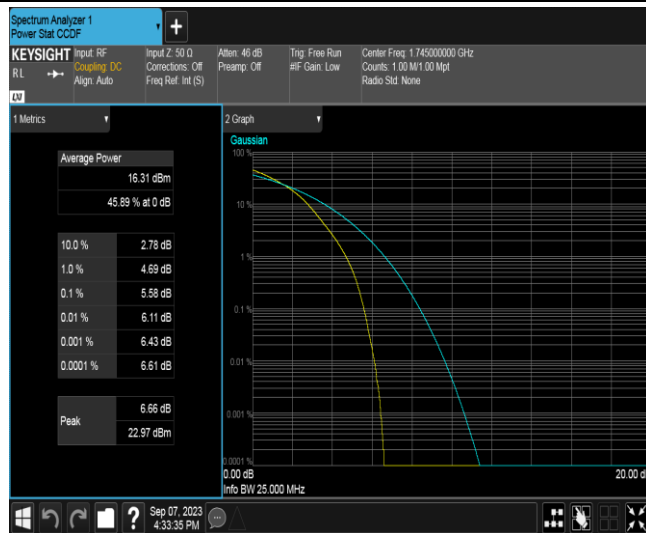 Spectrum Analyzer 1
Power Stat CCDF
KEYSIGHT
RL
LXI
Input: RF
Coupling: DC
Align: Auto
Input Z: 50 Ω
Corrections: Off
Freq Ref: Int (S)
Atten: 46 dB
Preamp: Off
Trig: Free Run
#IF Gain: Low
Center Freq: 1.745000000 GHz
Counts: 1.00 M/1.00 Mpt
Radio Std: None
1 Metrics
Average Power
16.31 dBm
45.89 % at 0 dB
10.0 % 2.78 dB
1.0 % 4.69 dB
0.1 % 5.58 dB
0.01 % 6.11 dB
0.001 % 6.43 dB
0.0001 % 6.61 dB
Peak
6.66 dB
22.97 dBm
2 Graph
Gaussian
100 %
10 %
1 %
0.1 %
0.01 %
0.001 %
0.0001 %
0.00 dB
20.00 d
Info BW 25.000 MHz
?
Sep 07, 2023
4:33:35 PM